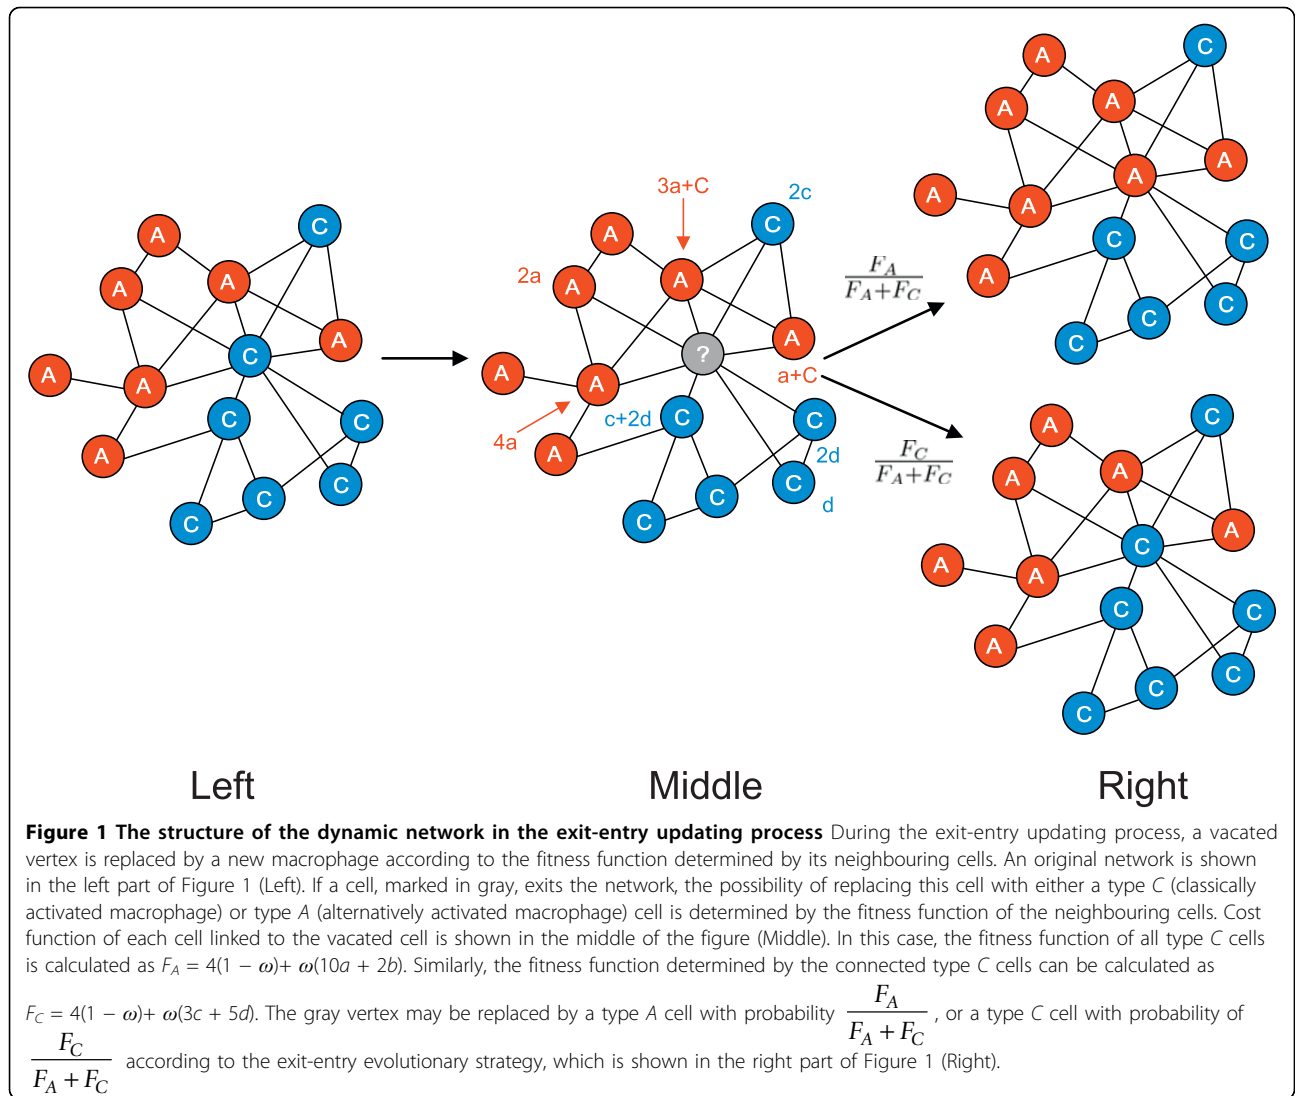 A
C
A
A
A
C
A
A
C
C
A
C
C
C
3a+C
2c
A
C
2a
A
A
?
A
a+C
A
A
c+2d
C
C
4a
A
2d
C
C
d
C
F_A / F_A+F_C
F_C / F_A+F_C
A
C
A
A
A
A
A
A
C
C
A
C
C
C
A
C
A
A
A
C
A
A
C
C
A
C
C
C
Left
Middle
Right
Figure 1 The structure of the dynamic network in the exit-entry updating process During the exit-entry updating process, a vacated
vertex is replaced by a new macrophage according to the fitness function determined by its neighbouring cells. An original network is shown
in the left part of Figure 1 (Left). If a cell, marked in gray, exits the network, the possibility of replacing this cell with either a type C (classically
activated macrophage) or type A (alternatively activated macrophage) cell is determined by the fitness function of the neighbouring cells. Cost
function of each cell linked to the vacated cell is shown in the middle of the figure (Middle). In this case, the fitness function of all type C cells
is calculated as F_A = 4(1 − ω)+ ω(10a + 2b). Similarly, the fitness function determined by the connected type C cells can be calculated as
F_C = 4(1 − ω)+ ω(3c + 5d). The gray vertex may be replaced by a type A cell with probability F_A / F_A + F_C , or a type C cell with probability of
F_C / F_A + F_C according to the exit-entry evolutionary strategy, which is shown in the right part of Figure 1 (Right).